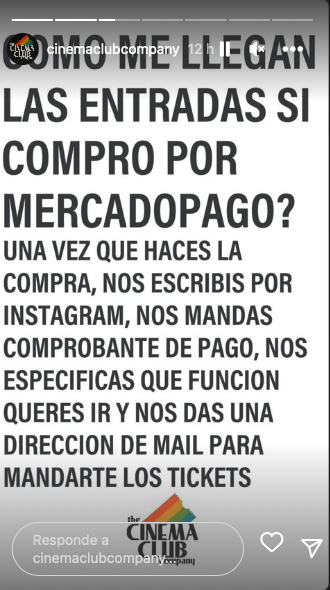 COMO ME LLEGAN
cinemaclubcompany 12 h
LAS ENTRADAS SI
COMPRO POR
MERCADOPAGO?
UNA VEZ QUE HACES LA
COMPRA, NOS ESCRIBIS POR
INSTAGRAM, NOS MANDAS
COMPROBANTE DE PAGO, NOS
ESPECIFICAS QUE FUNCION
QUERES IR Y NOS DAS UNA
DIRECCION DE MAIL PARA
MANDARTE LOS TICKETS
the
CINEMA
CLUB
company
Responde a
cinemaclubcompany...